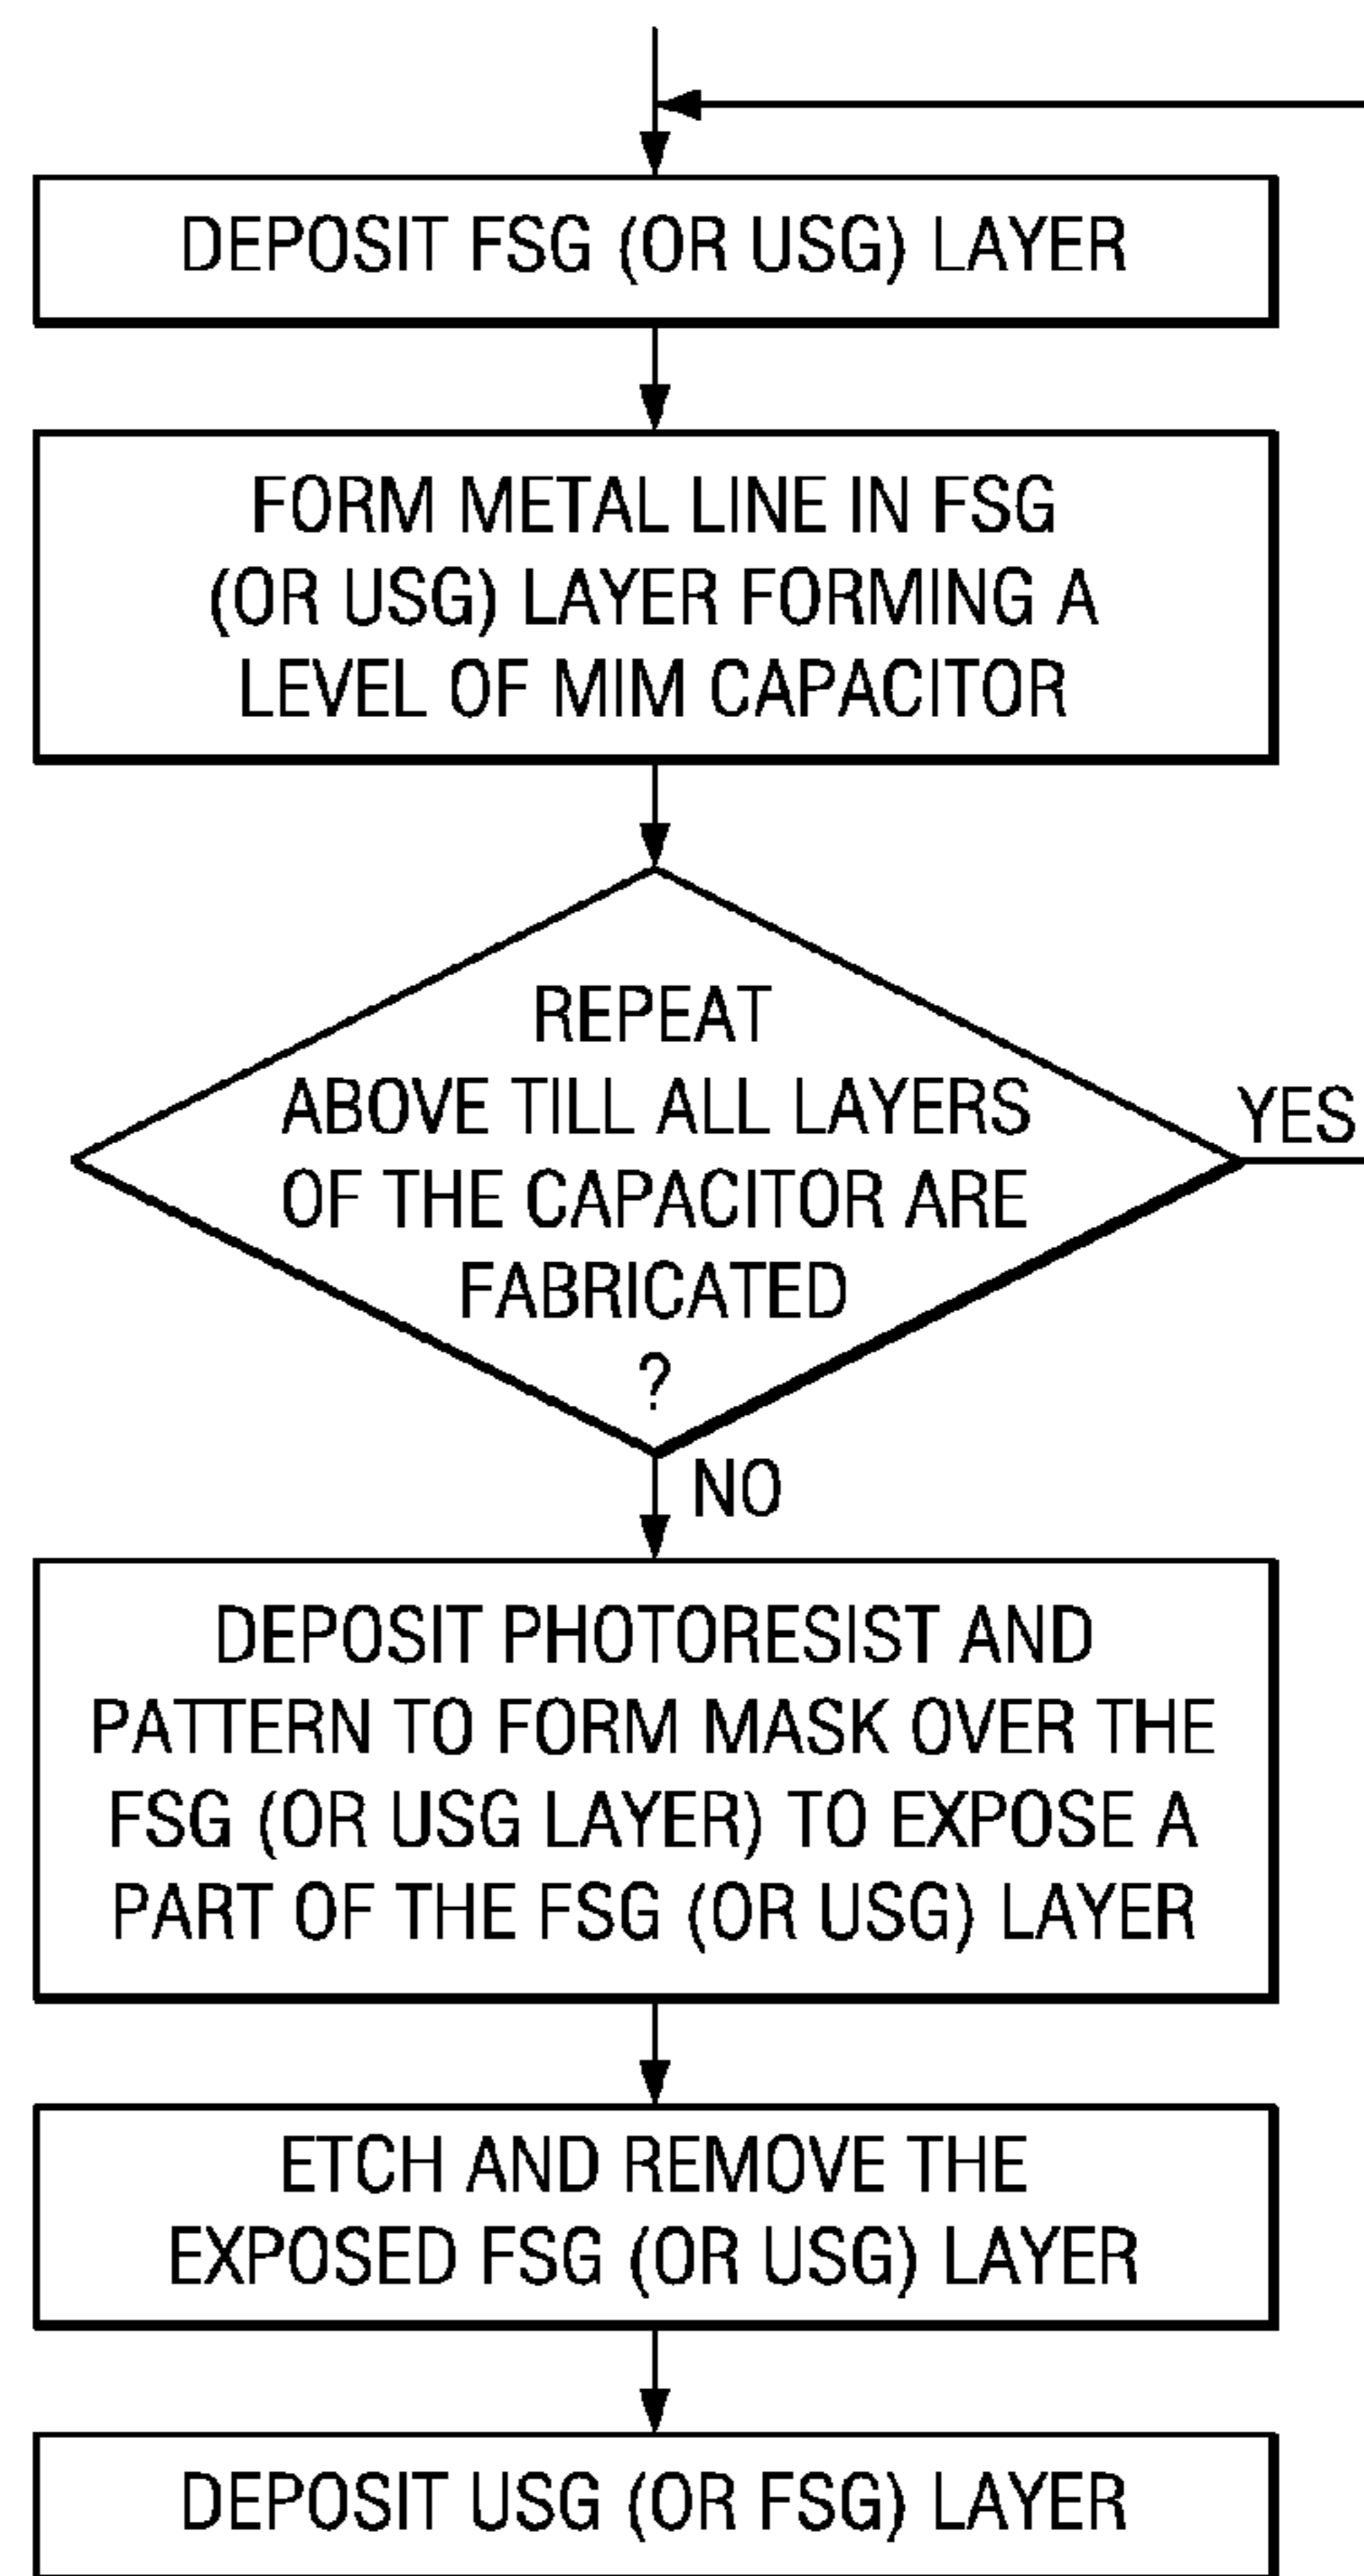 DEPOSIT FSG (OR USG) LAYER
FORM METAL LINE IN FSG
(OR USG) LAYER FORMING A
LEVEL OF MIM CAPACITOR
REPEAT
ABOVE TILL ALL LAYERS
OF THE CAPACITOR ARE
FABRICATED
?
YES
NO
DEPOSIT PHOTORESIST AND
PATTERN TO FORM MASK OVER THE
FSG (OR USG LAYER) TO EXPOSE A
PART OF THE FSG (OR USG) LAYER
ETCH AND REMOVE THE
EXPOSED FSG (OR USG) LAYER
DEPOSIT USG (OR FSG) LAYER